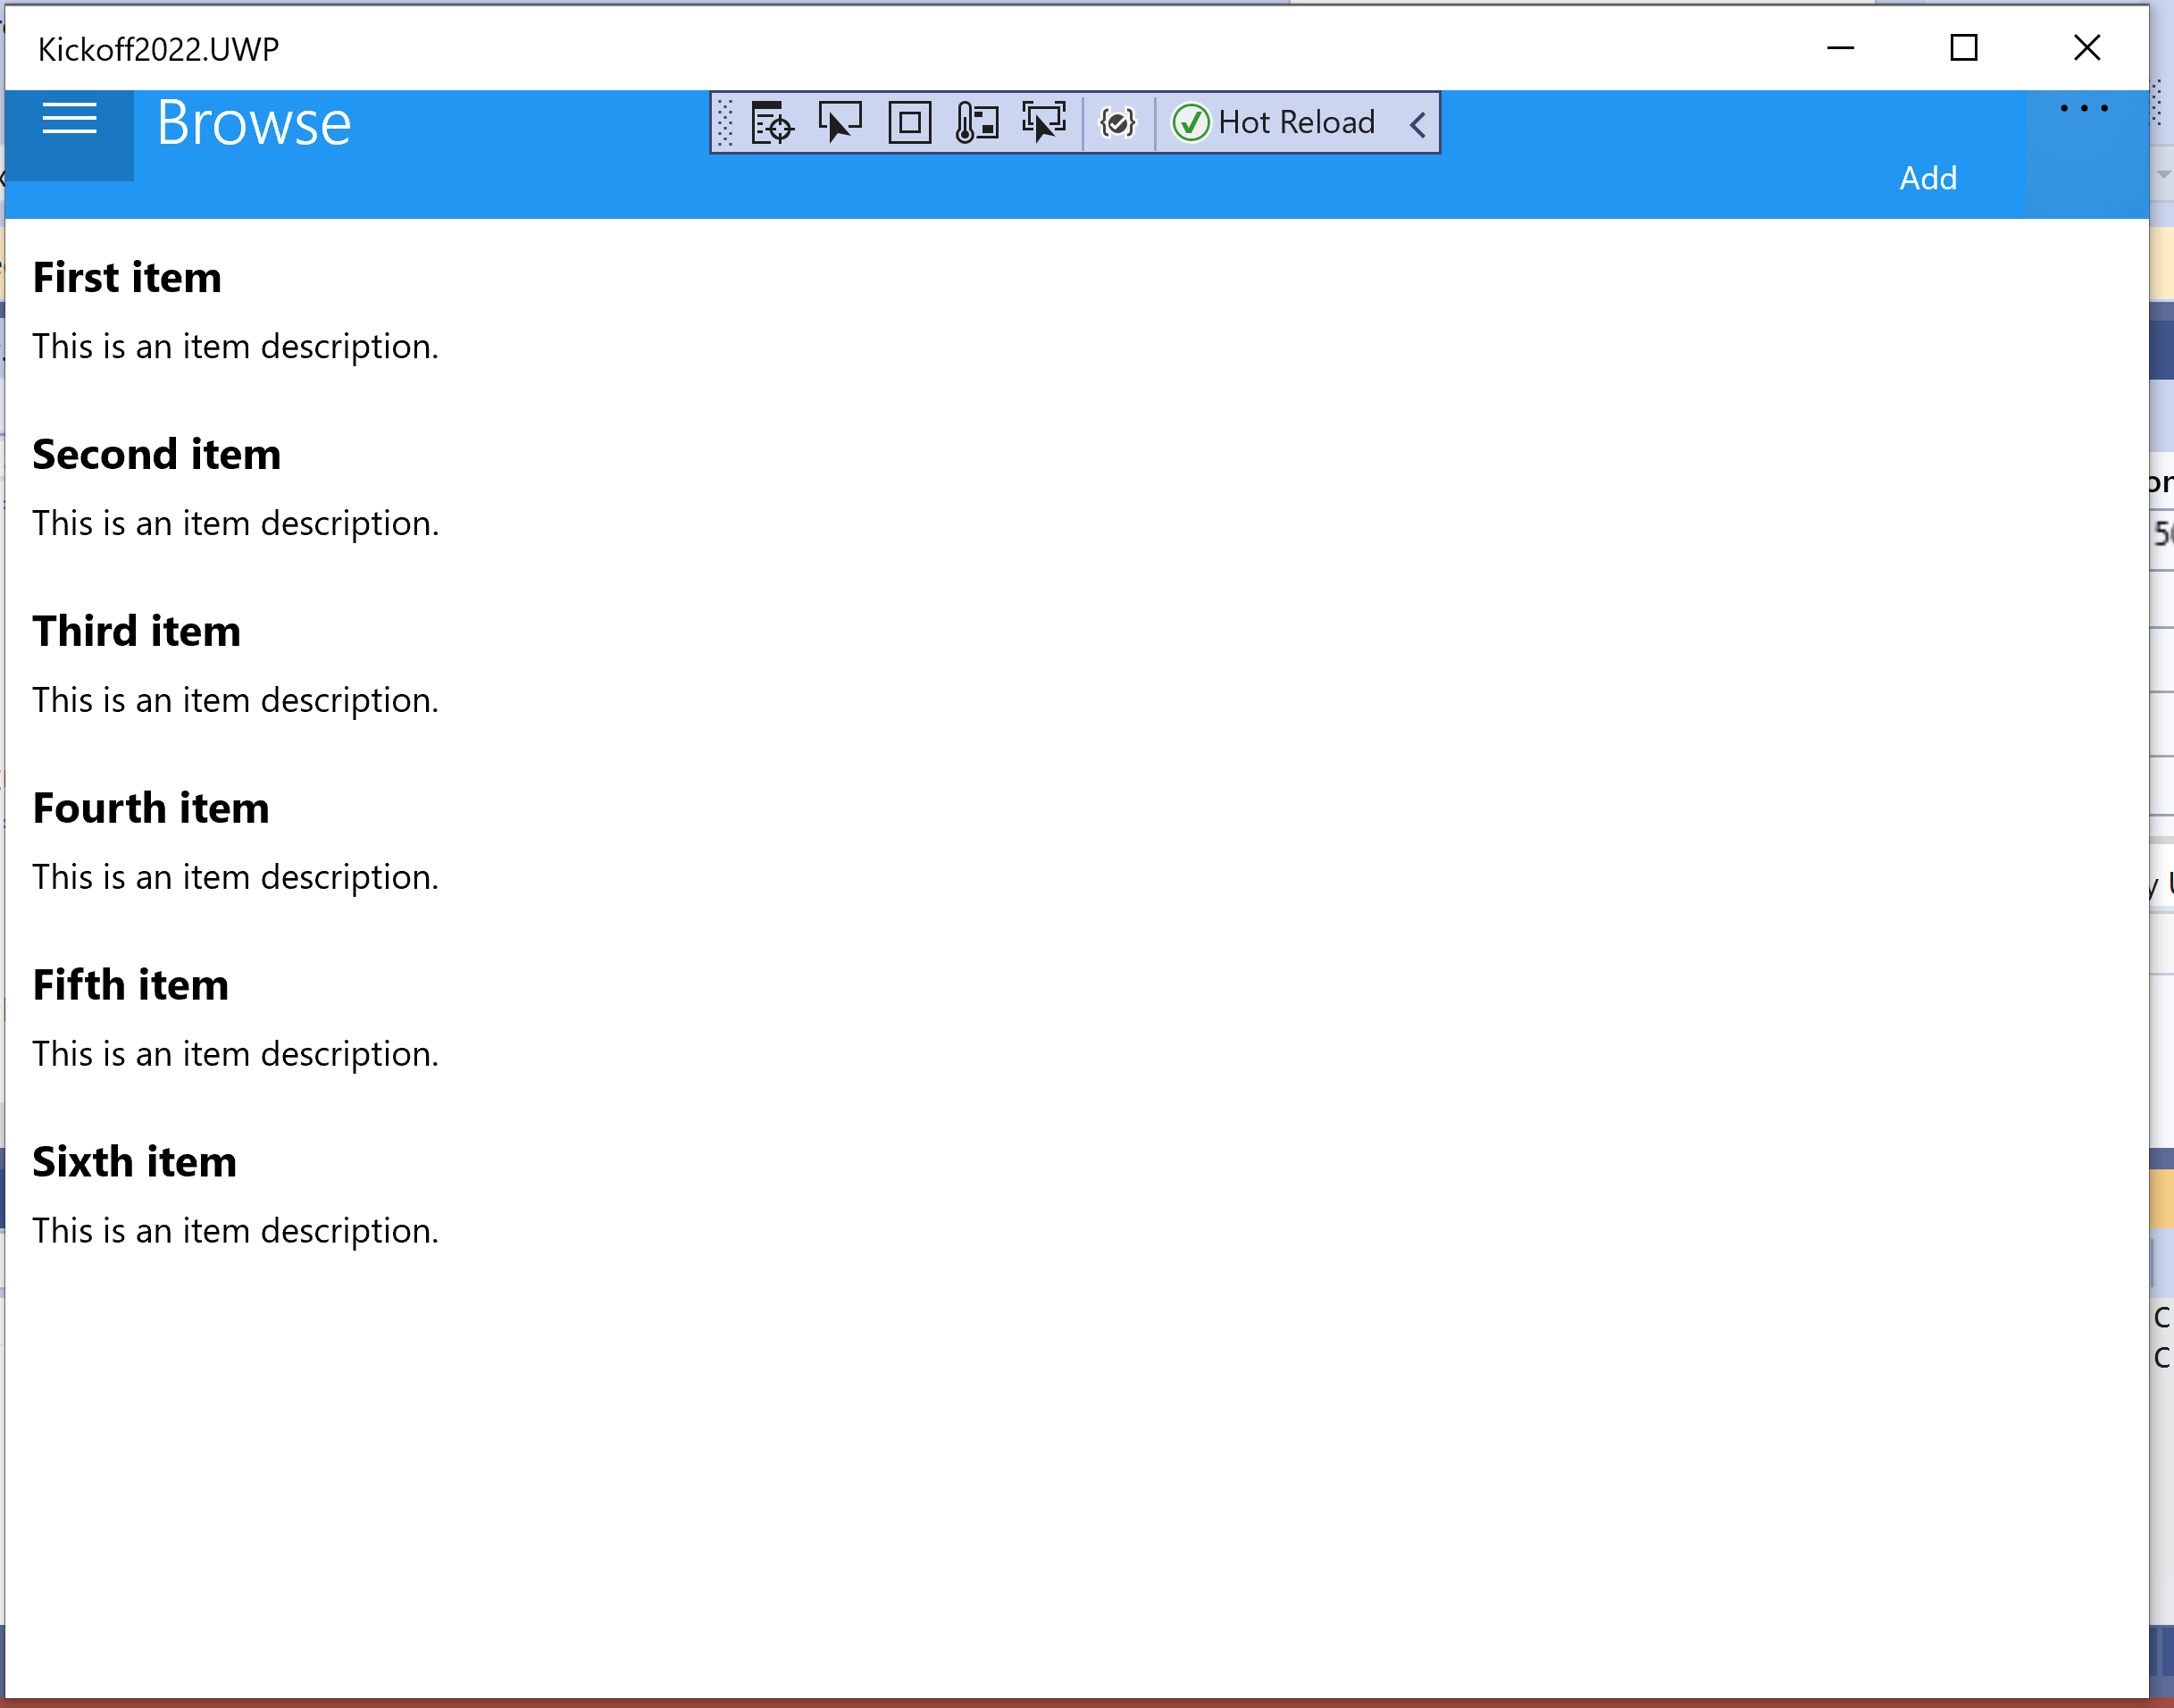 Kickoff2022.UWP
Browse
Hot Reload
Add
First item
This is an item description.
Second item
This is an item description.
Third item
This is an item description.
Fourth item
This is an item description.
Fifth item
This is an item description.
Sixth item
This is an item description.